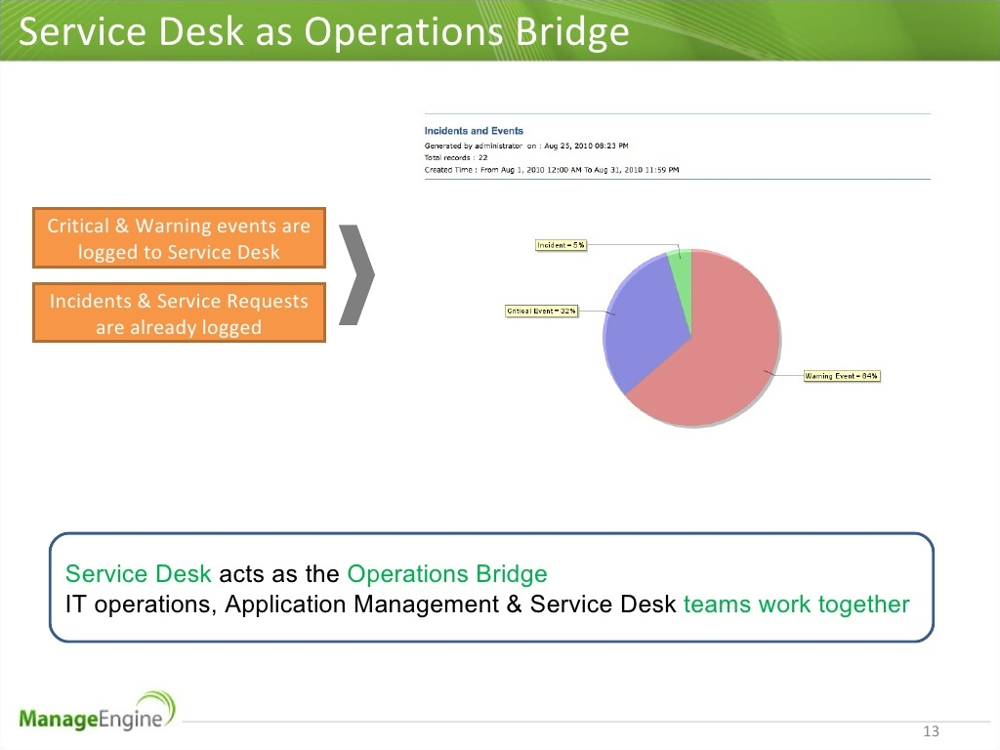 Service Desk as Operations Bridge
Incidents and Events
Generated by administrator on : Aug 25, 2010 08:23 PM
Total records : 22
Created Time : From Aug 1, 2010 12:00 AM To Aug 31, 2010 11:59 PM
Critical & Warning events are
logged to Service Desk
Incidents & Service Requests
are already logged
Incident = 5%
Critical Event = 32%
Warning Event = 64%
Service Desk acts as the Operations Bridge
IT operations, Application Management & Service Desk teams work together
ManageEngine
13